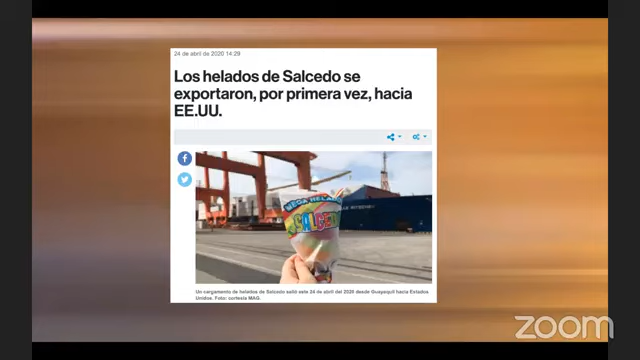 24 de abril de 2020 14:29
Los helados de Salcedo se
exportaron, por primera vez, hacia
EE.UU.
MEGA HELADO
SALCEDO
Un cargamento de helados de Salcedo salió este 24 de abril del 2020 desde Guayaquil hacia Estados
Unidos. Foto: cortesía MAG.
zoom